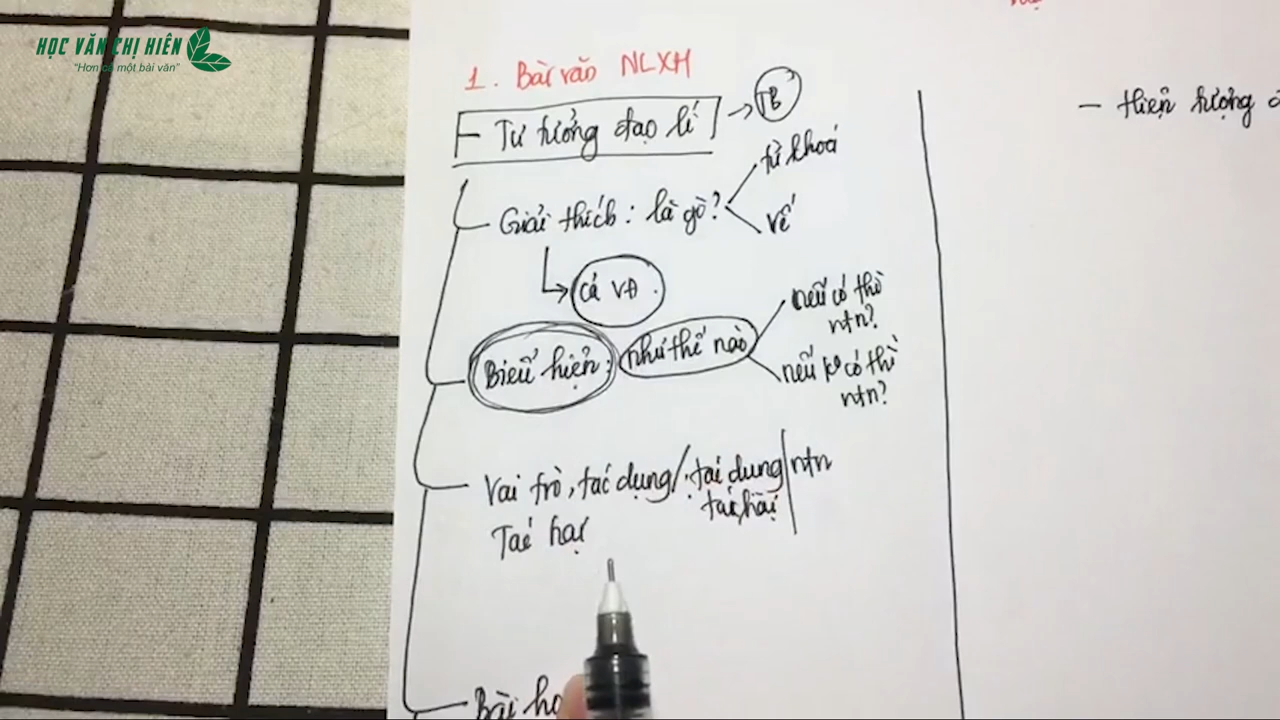 HỌC VĂN CHỊ HIÊN
"Hơn cả một bài văn"
1. Bài văn NLXH
- Tư tưởng đạo lí → TB
Giải thích: là gì?
từ khoá
vế
cả VĐ.
Biểu hiện: như thế nào
nếu có thì
ntn?
nếu ko có thì
ntn?
Vai trò, tác dụng/: tác dụng ntn
tác hại
Tác hại
Bài
- Hiện tượng